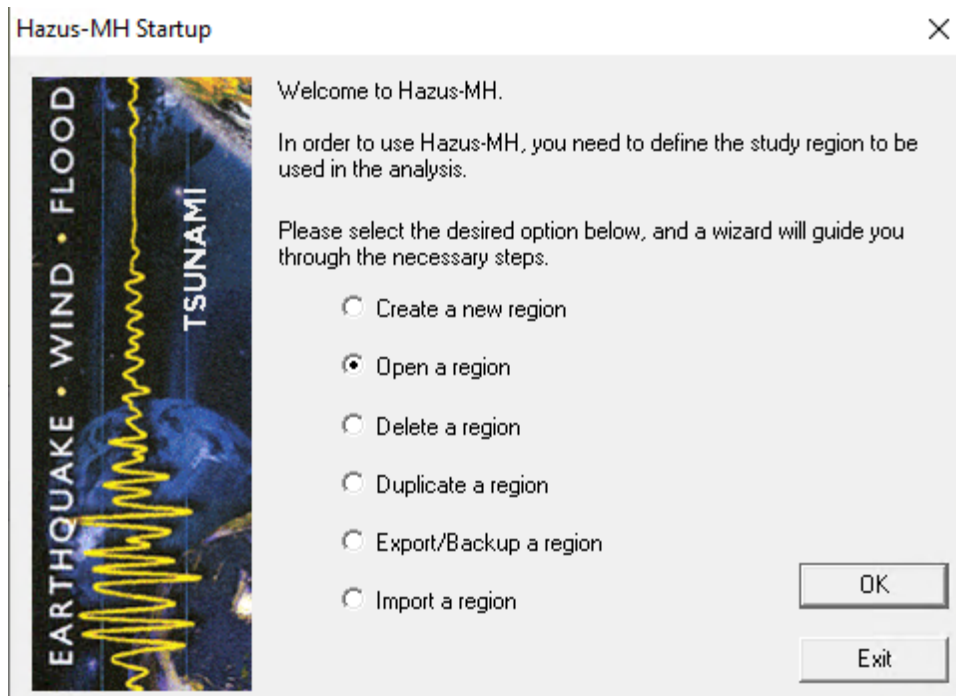 Hazus-MH Startup
EARTHQUAKE • WIND • FLOOD
TSUNAMI
Welcome to Hazus-MH.
In order to use Hazus-MH, you need to define the study region to be
used in the analysis.
Please select the desired option below, and a wizard will guide you
through the necessary steps.
Create a new region
Open a region
Delete a region
Duplicate a region
Export/Backup a region
Import a region
OK
Exit